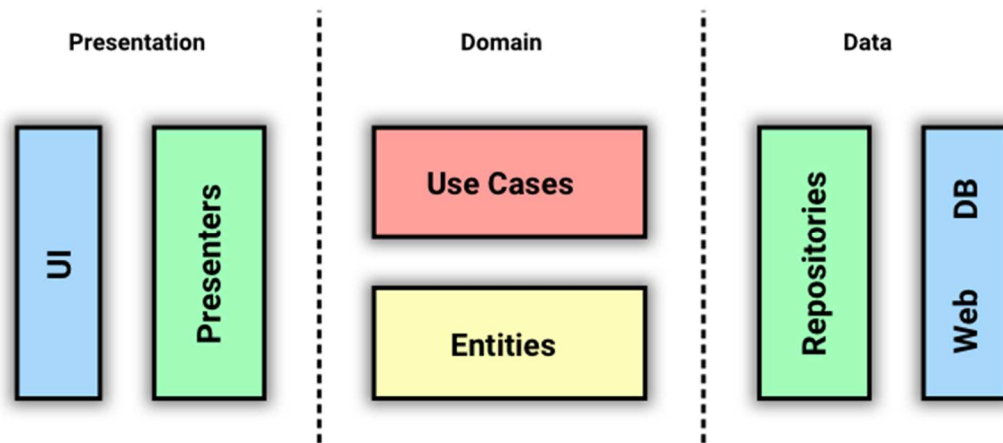 Presentation
Domain
Data
UI
Presenters
Use Cases
Entities
Repositories
Web DB